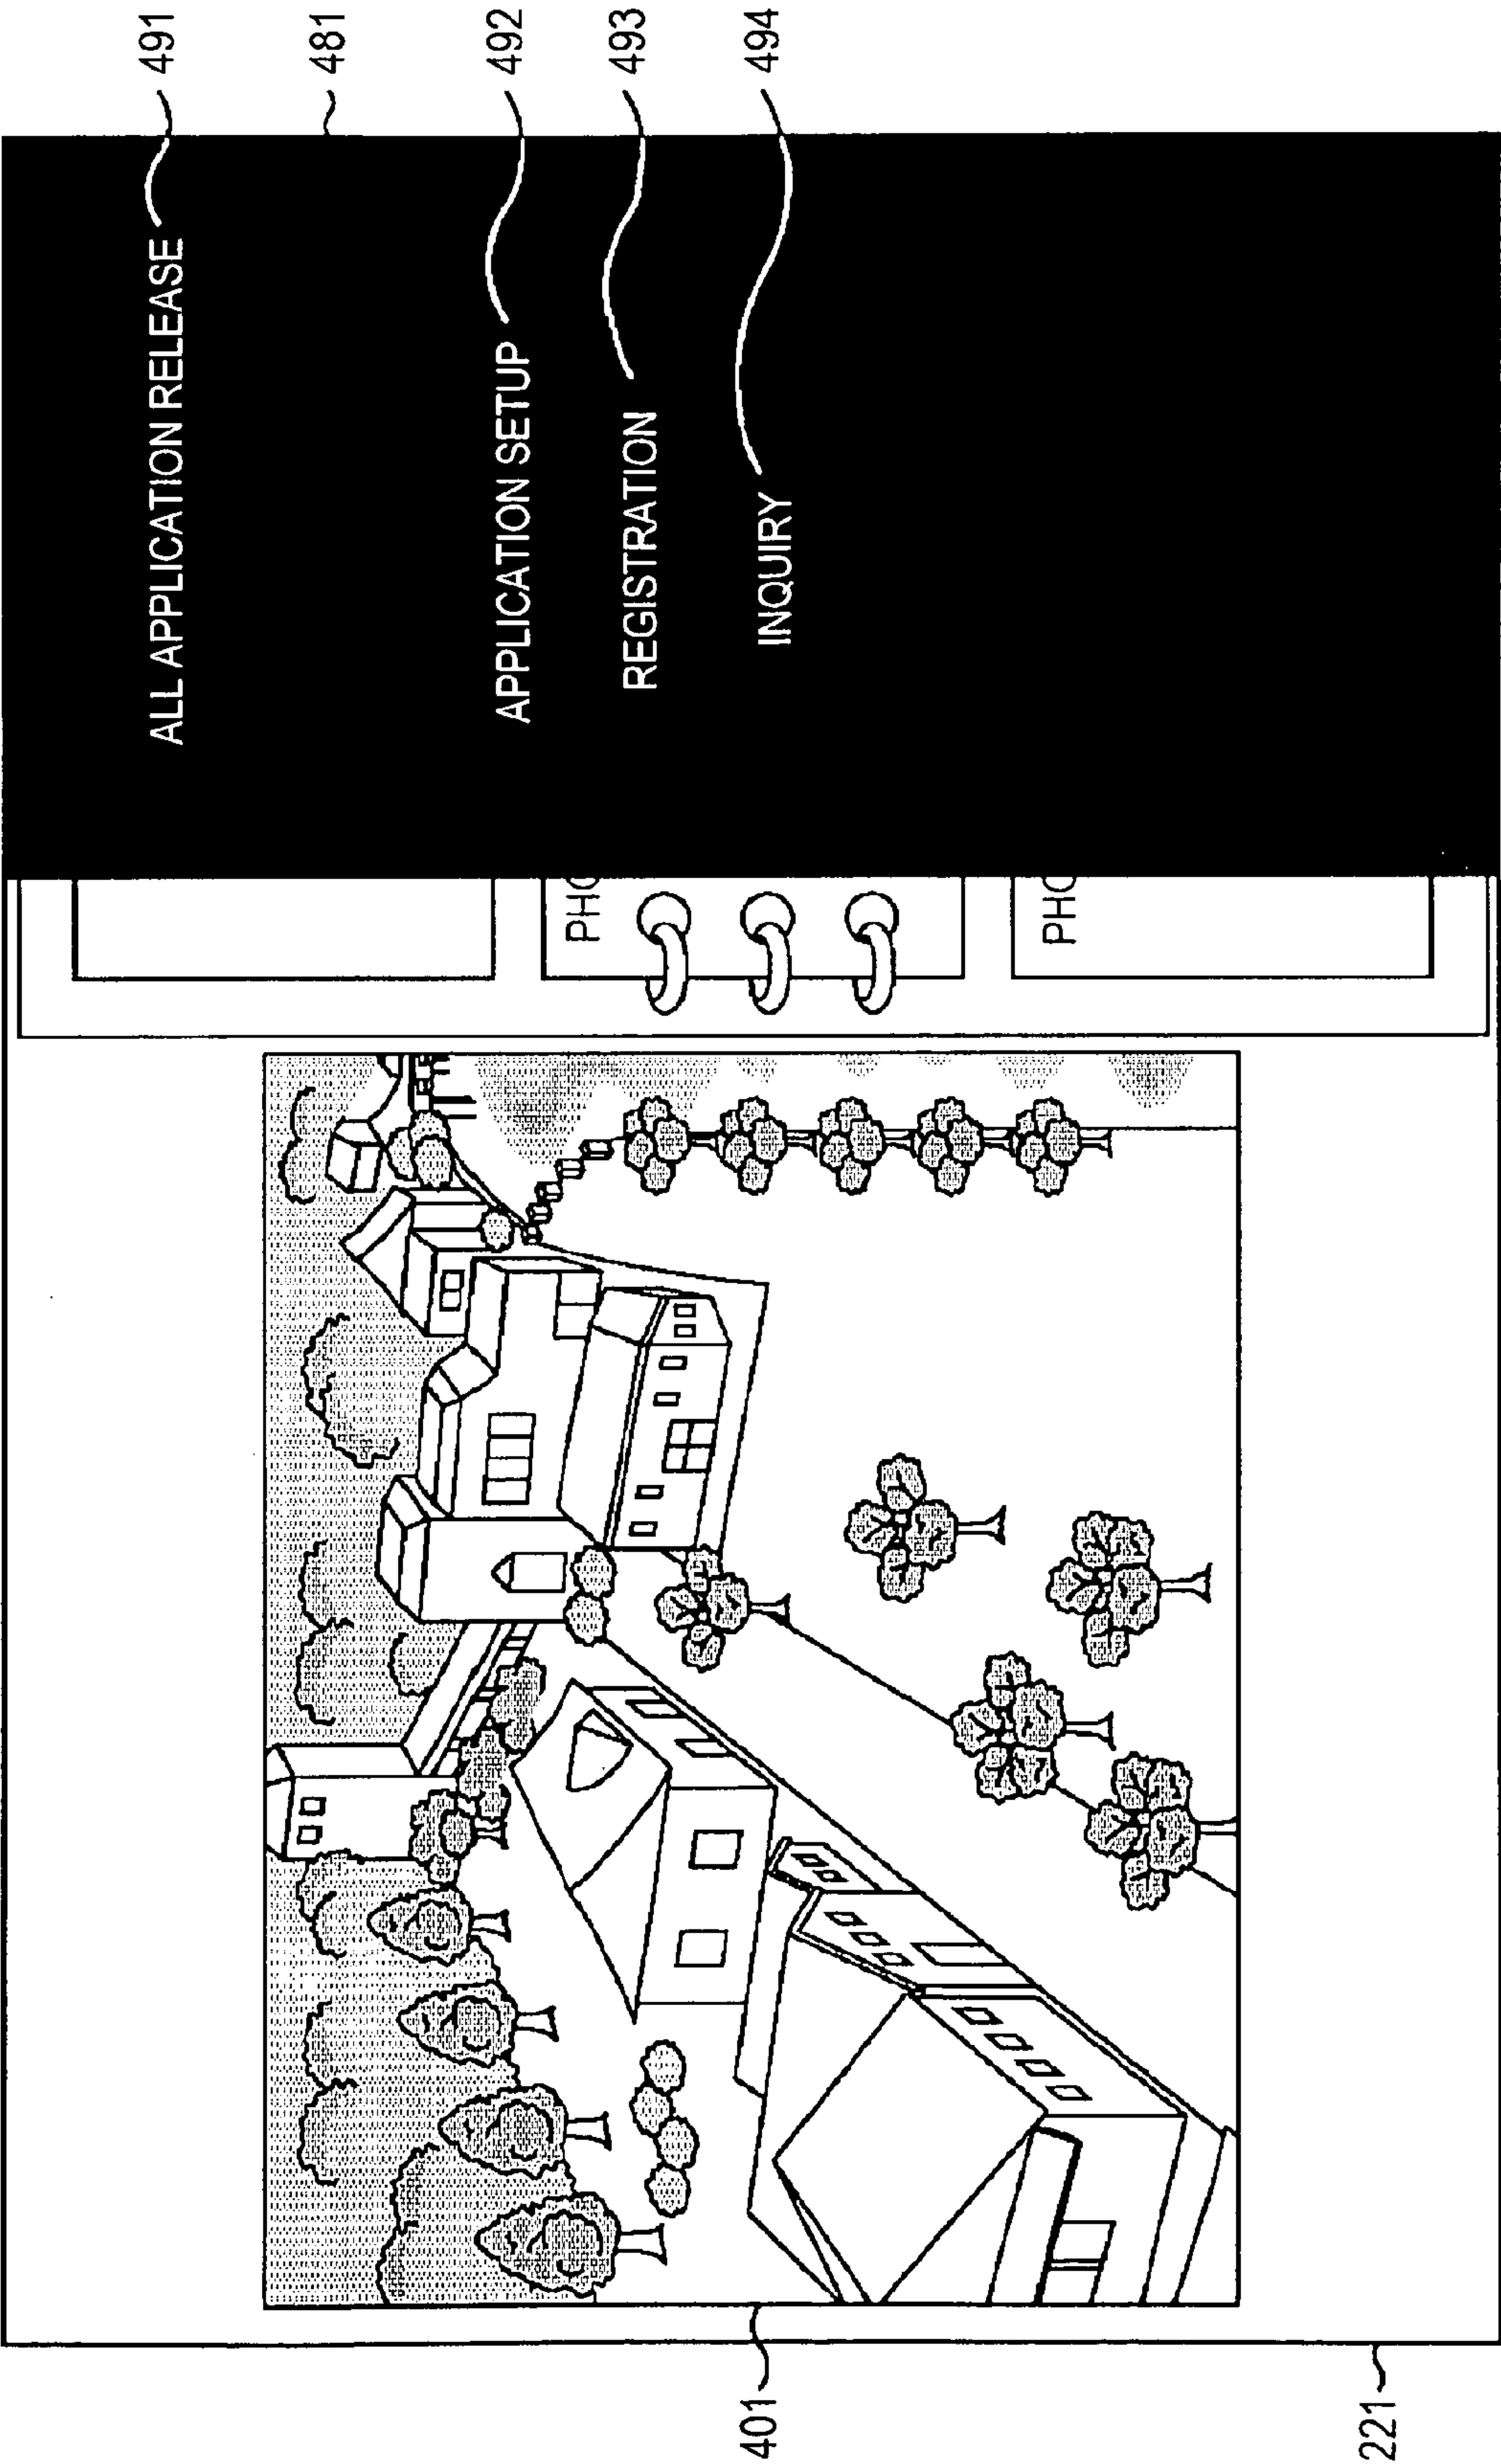 ALL APPLICATION RELEASE 491
481
APPLICATION SETUP 492
REGISTRATION 493
INQUIRY 494
PHO
PHO
401
221